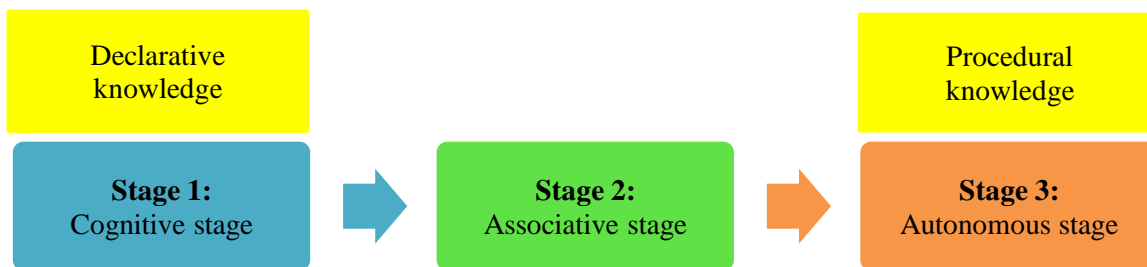 Declarative
knowledge
Procedural
knowledge
Stage 1:
Cognitive stage
Stage 2:
Associative stage
Stage 3:
Autonomous stage